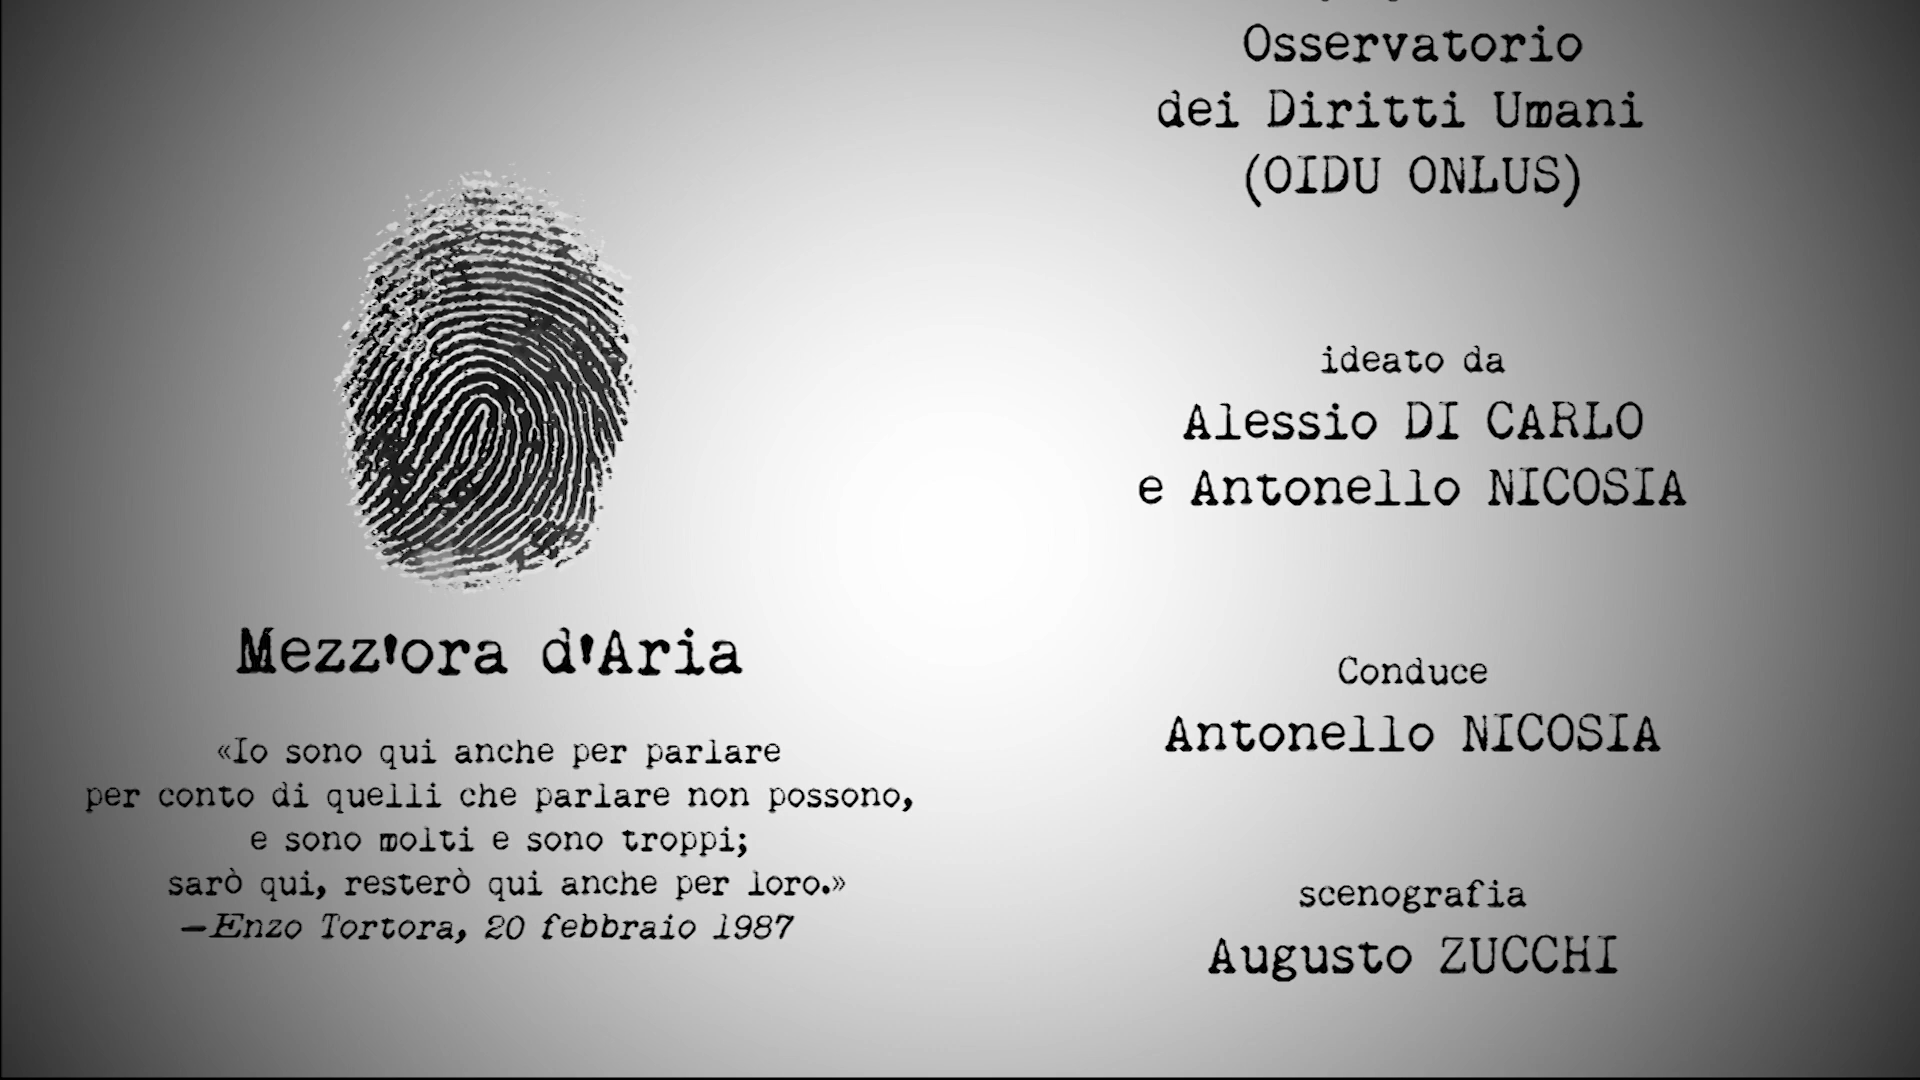 Mezz'ora d'Aria
«Io sono qui anche per parlare
per conto di quelli che parlare non possono,
e sono molti e sono troppi;
sarò qui, resterò qui anche per loro.»
—Enzo Tortora, 20 febbraio 1987
Osservatorio
dei Diritti Umani
(OIDU ONLUS)
ideato da
Alessio DI CARLO
e Antonello NICOSIA
Conduce
Antonello NICOSIA
scenografia
Augusto ZUCCHI